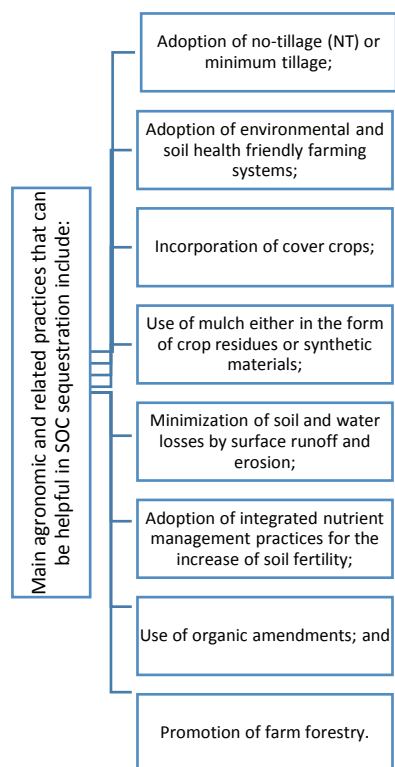 Main agronomic and related practices that can
be helpful in SOC sequestration include:
Adoption of no-tillage (NT) or
minimum tillage;
Adoption of environmental and
soil health friendly farming
systems;
Incorporation of cover crops;
Use of mulch either in the form
of crop residues or synthetic
materials;
Minimization of soil and water
losses by surface runoff and
erosion;
Adoption of integrated nutrient
management practices for the
increase of soil fertility;
Use of organic amendments; and
Promotion of farm forestry.